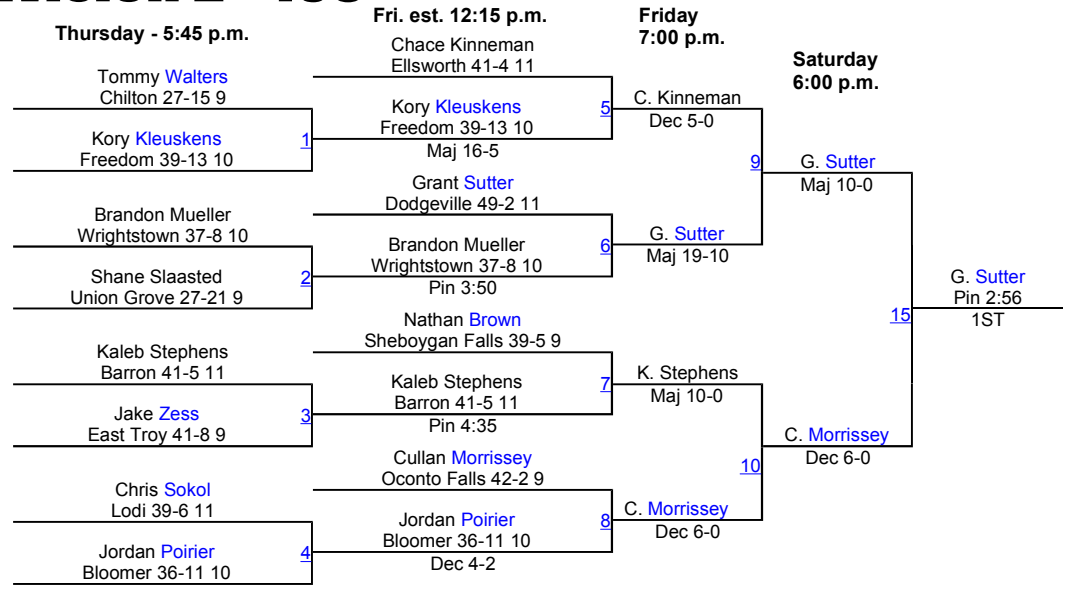 Thursday - 5:45 p.m.
Fri. est. 12:15 p.m.
Friday
7:00 p.m.
Saturday
6:00 p.m.
Tommy Walters
Chilton 27-15 9
Kory Kleuskens
Freedom 39-13 10
1
Brandon Mueller
Wrightstown 37-8 10
Shane Slaasted
Union Grove 27-21 9
2
Kaleb Stephens
Barron 41-5 11
Jake Zess
East Troy 41-8 9
3
Chris Sokol
Lodi 39-6 11
Jordan Poirier
Bloomer 36-11 10
4
Chace Kinneman
Ellsworth 41-4 11
Kory Kleuskens
Freedom 39-13 10
Maj 16-5
5
Grant Sutter
Dodgeville 49-2 11
Brandon Mueller
Wrightstown 37-8 10
Pin 3:50
6
Nathan Brown
Sheboygan Falls 39-5 9
Kaleb Stephens
Barron 41-5 11
Pin 4:35
7
Cullan Morrissey
Oconto Falls 42-2 9
Jordan Poirier
Bloomer 36-11 10
Dec 4-2
8
C. Kinneman
Dec 5-0
9
G. Sutter
Maj 19-10
K. Stephens
Maj 10-0
10
C. Morrissey
Dec 6-0
G. Sutter
Maj 10-0
C. Morrissey
Dec 6-0
15
G. Sutter
Pin 2:56
1ST